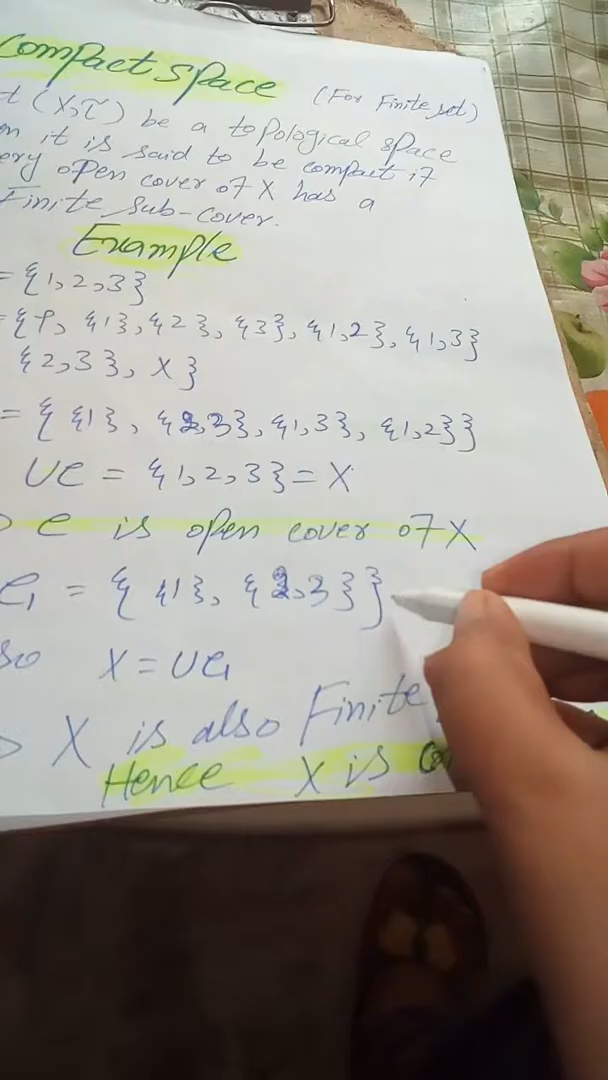 Compact space (For Finite set)
t (X,τ) be a topological space
en it is said to be compact if
ery open cover of X has a
Finite Sub-cover.
Example
= {1,2,3}
= {φ, {1}, {2}, {3}, {1,2}, {1,3}
{2,3}, X}
= { {1}, {2,3}, {1,3}, {1,2}}
UC = {1,2,3} = X
C is open cover of X
C₁ = { {1}, {2,3} }
so X = UC₁
X is also Finite
Hence X is